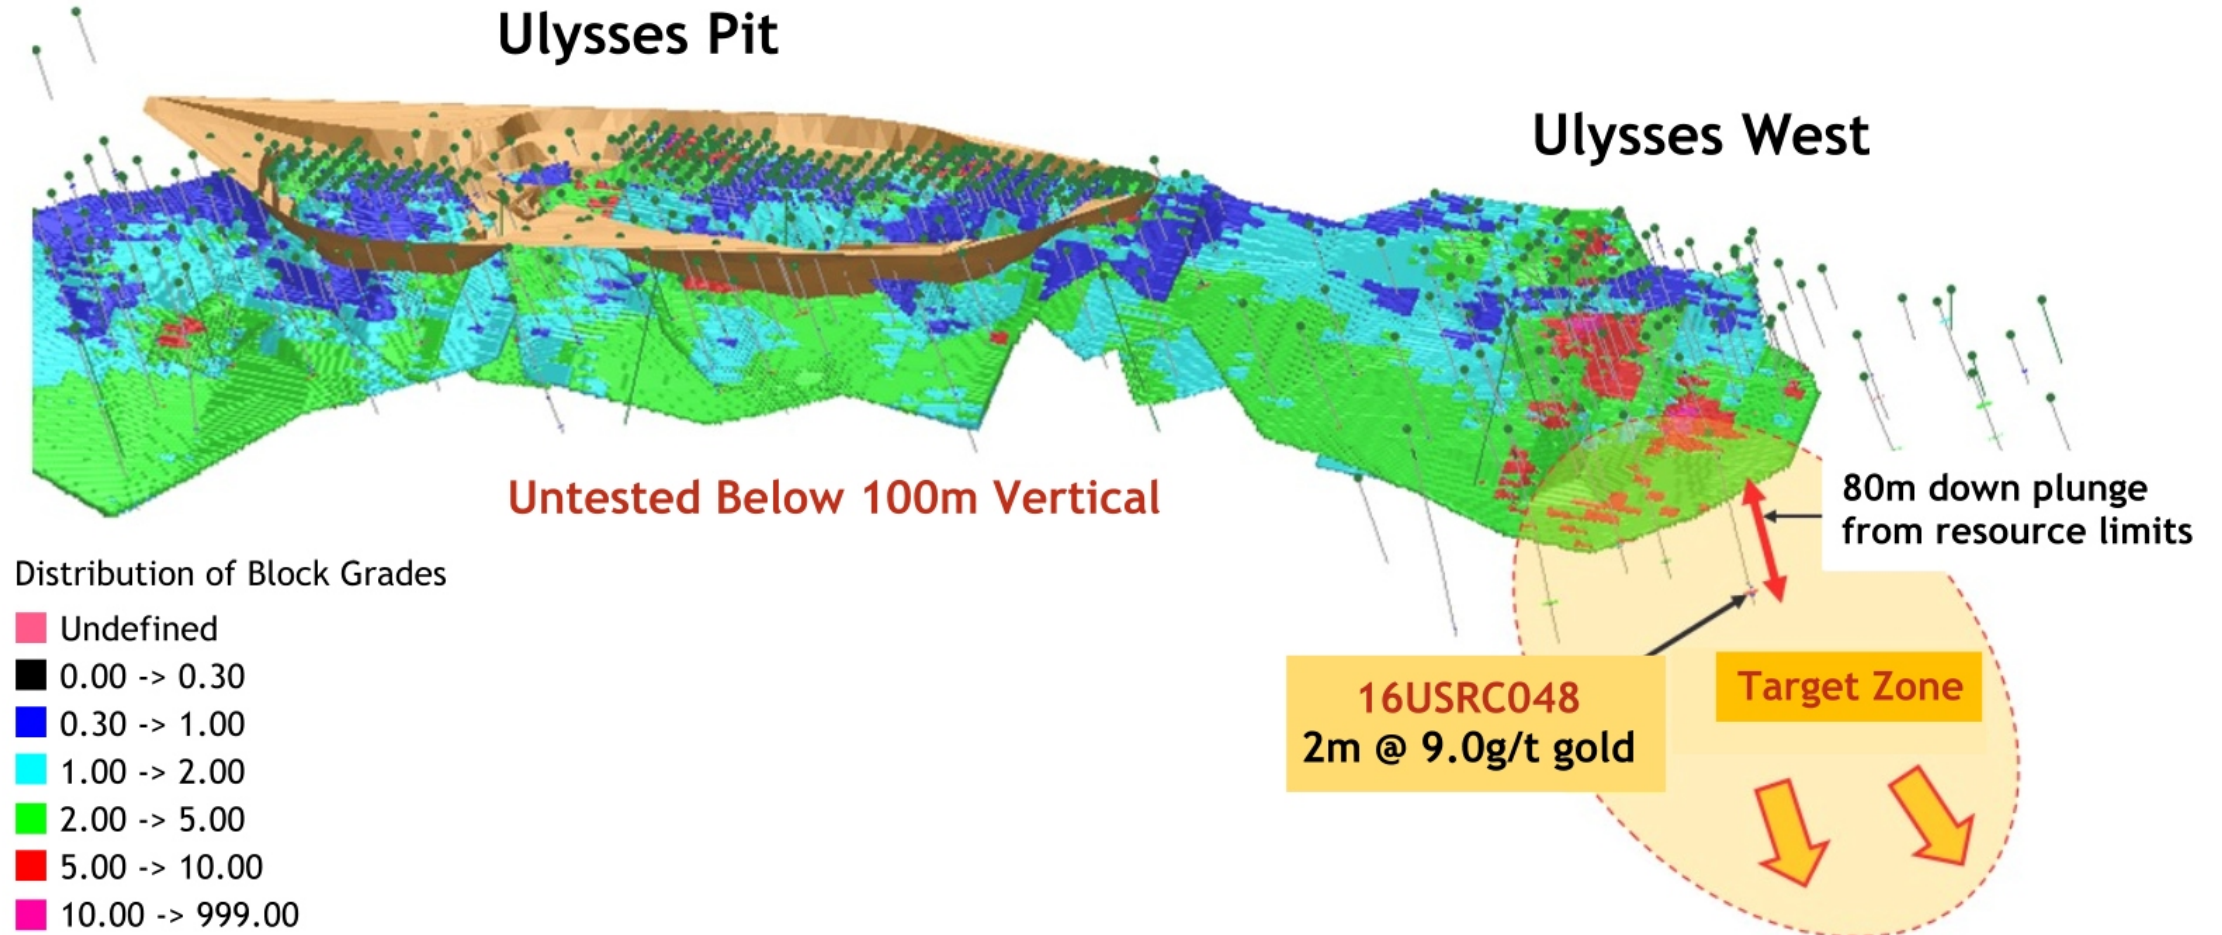 Ulysses Pit
Ulysses West
Untested Below 100m Vertical
80m down plunge
from resource limits
Distribution of Block Grades
Undefined
0.00 -> 0.30
0.30 -> 1.00
1.00 -> 2.00
2.00 -> 5.00
5.00 -> 10.00
10.00 -> 999.00
16USRC048
2m @ 9.0g/t gold
Target Zone